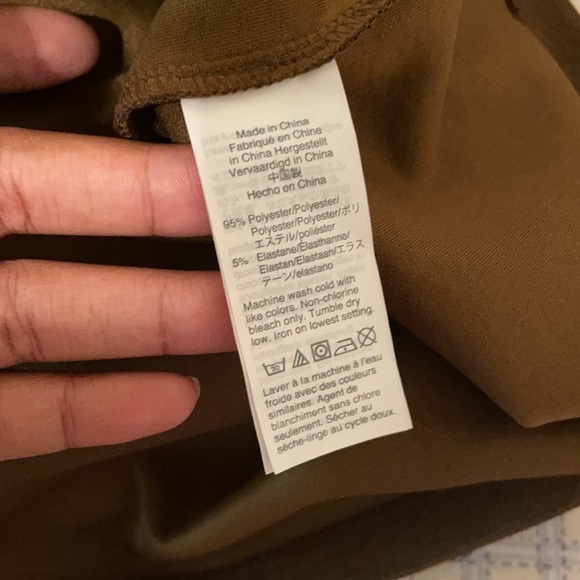 Made in China
Fabriqué en Chine
in China Hergestellt
Vervaardigd in China
中国製
Hecho en China
95% Polyester/Polyester/
Polyester/Polyester/ポリ
エステル/poliéster
5% Elastane/Élasthanne/
Elastan/Elastaan/エラス
テーン/elastano
Machine wash cold with
like colors. Non-chlorine
bleach only. Tumble dry
low. Iron on lowest setting.
30
Laver à la machine à l'eau
froide avec des couleurs
similaires. Agent de
blanchiment sans chlore
seulement. Sécher au
sèche-linge au cycle doux.